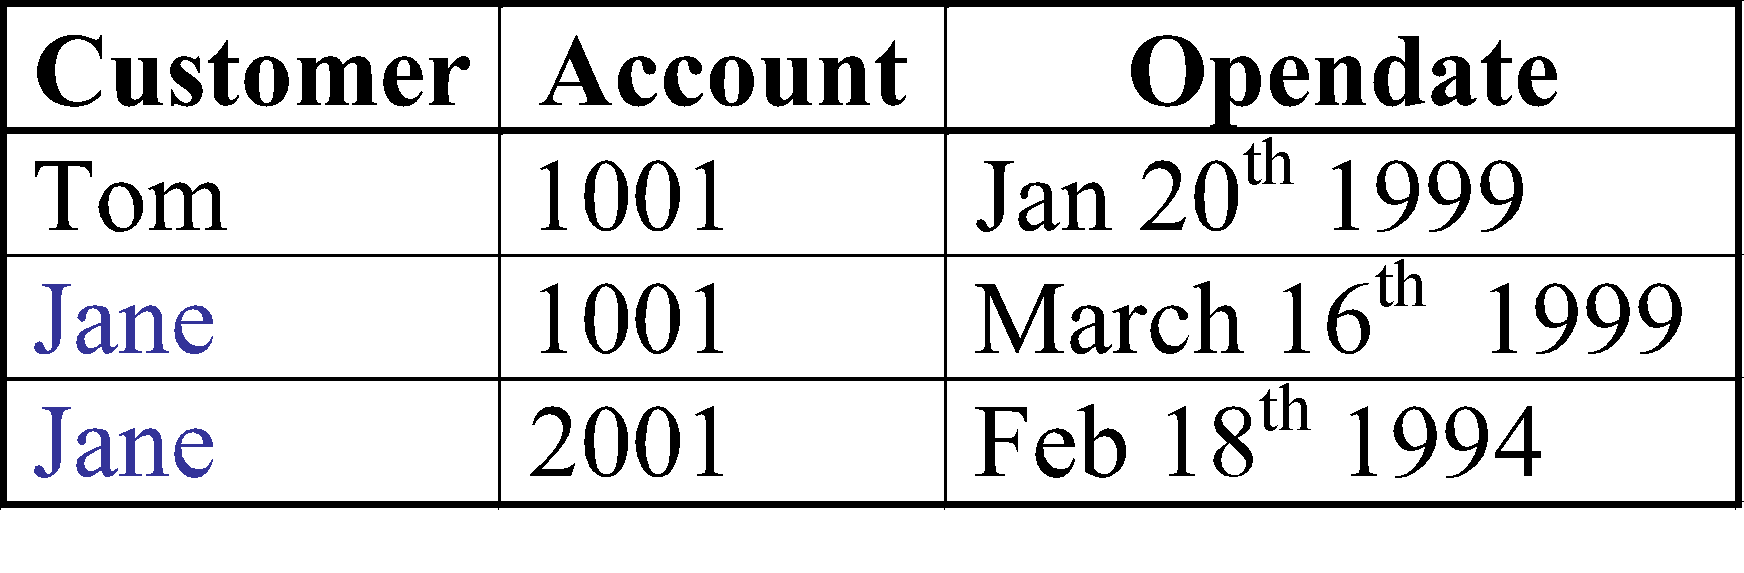 Customer Account Opendate
Tom 1001 Jan 20th 1999
Jane 1001 March 16th 1999
Jane 2001 Feb 18th 1994